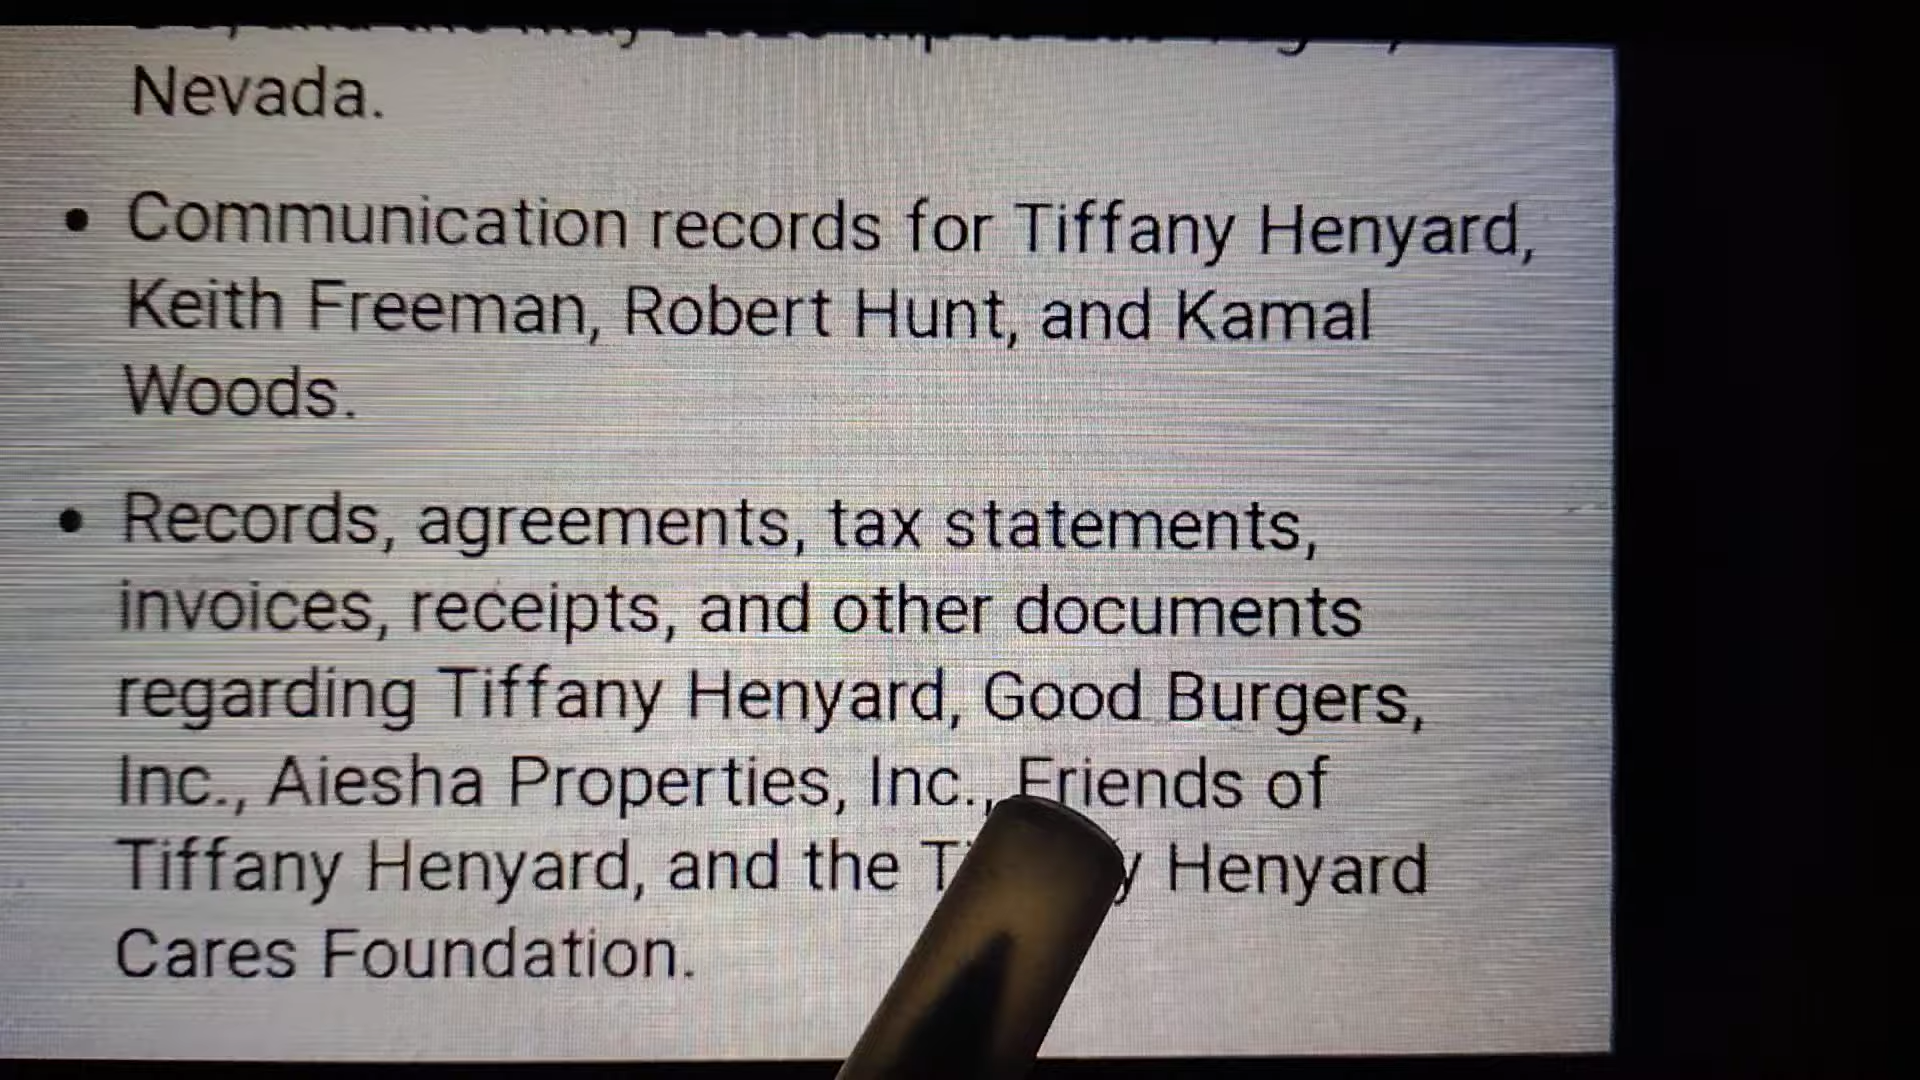 Nevada.
• Communication records for Tiffany Henyard,
Keith Freeman, Robert Hunt, and Kamal
Woods.
• Records, agreements, tax statements,
invoices, receipts, and other documents
regarding Tiffany Henyard, Good Burgers,
Inc., Aiesha Properties, Inc., Friends of
Tiffany Henyard, and the Henyard
Cares Foundation.